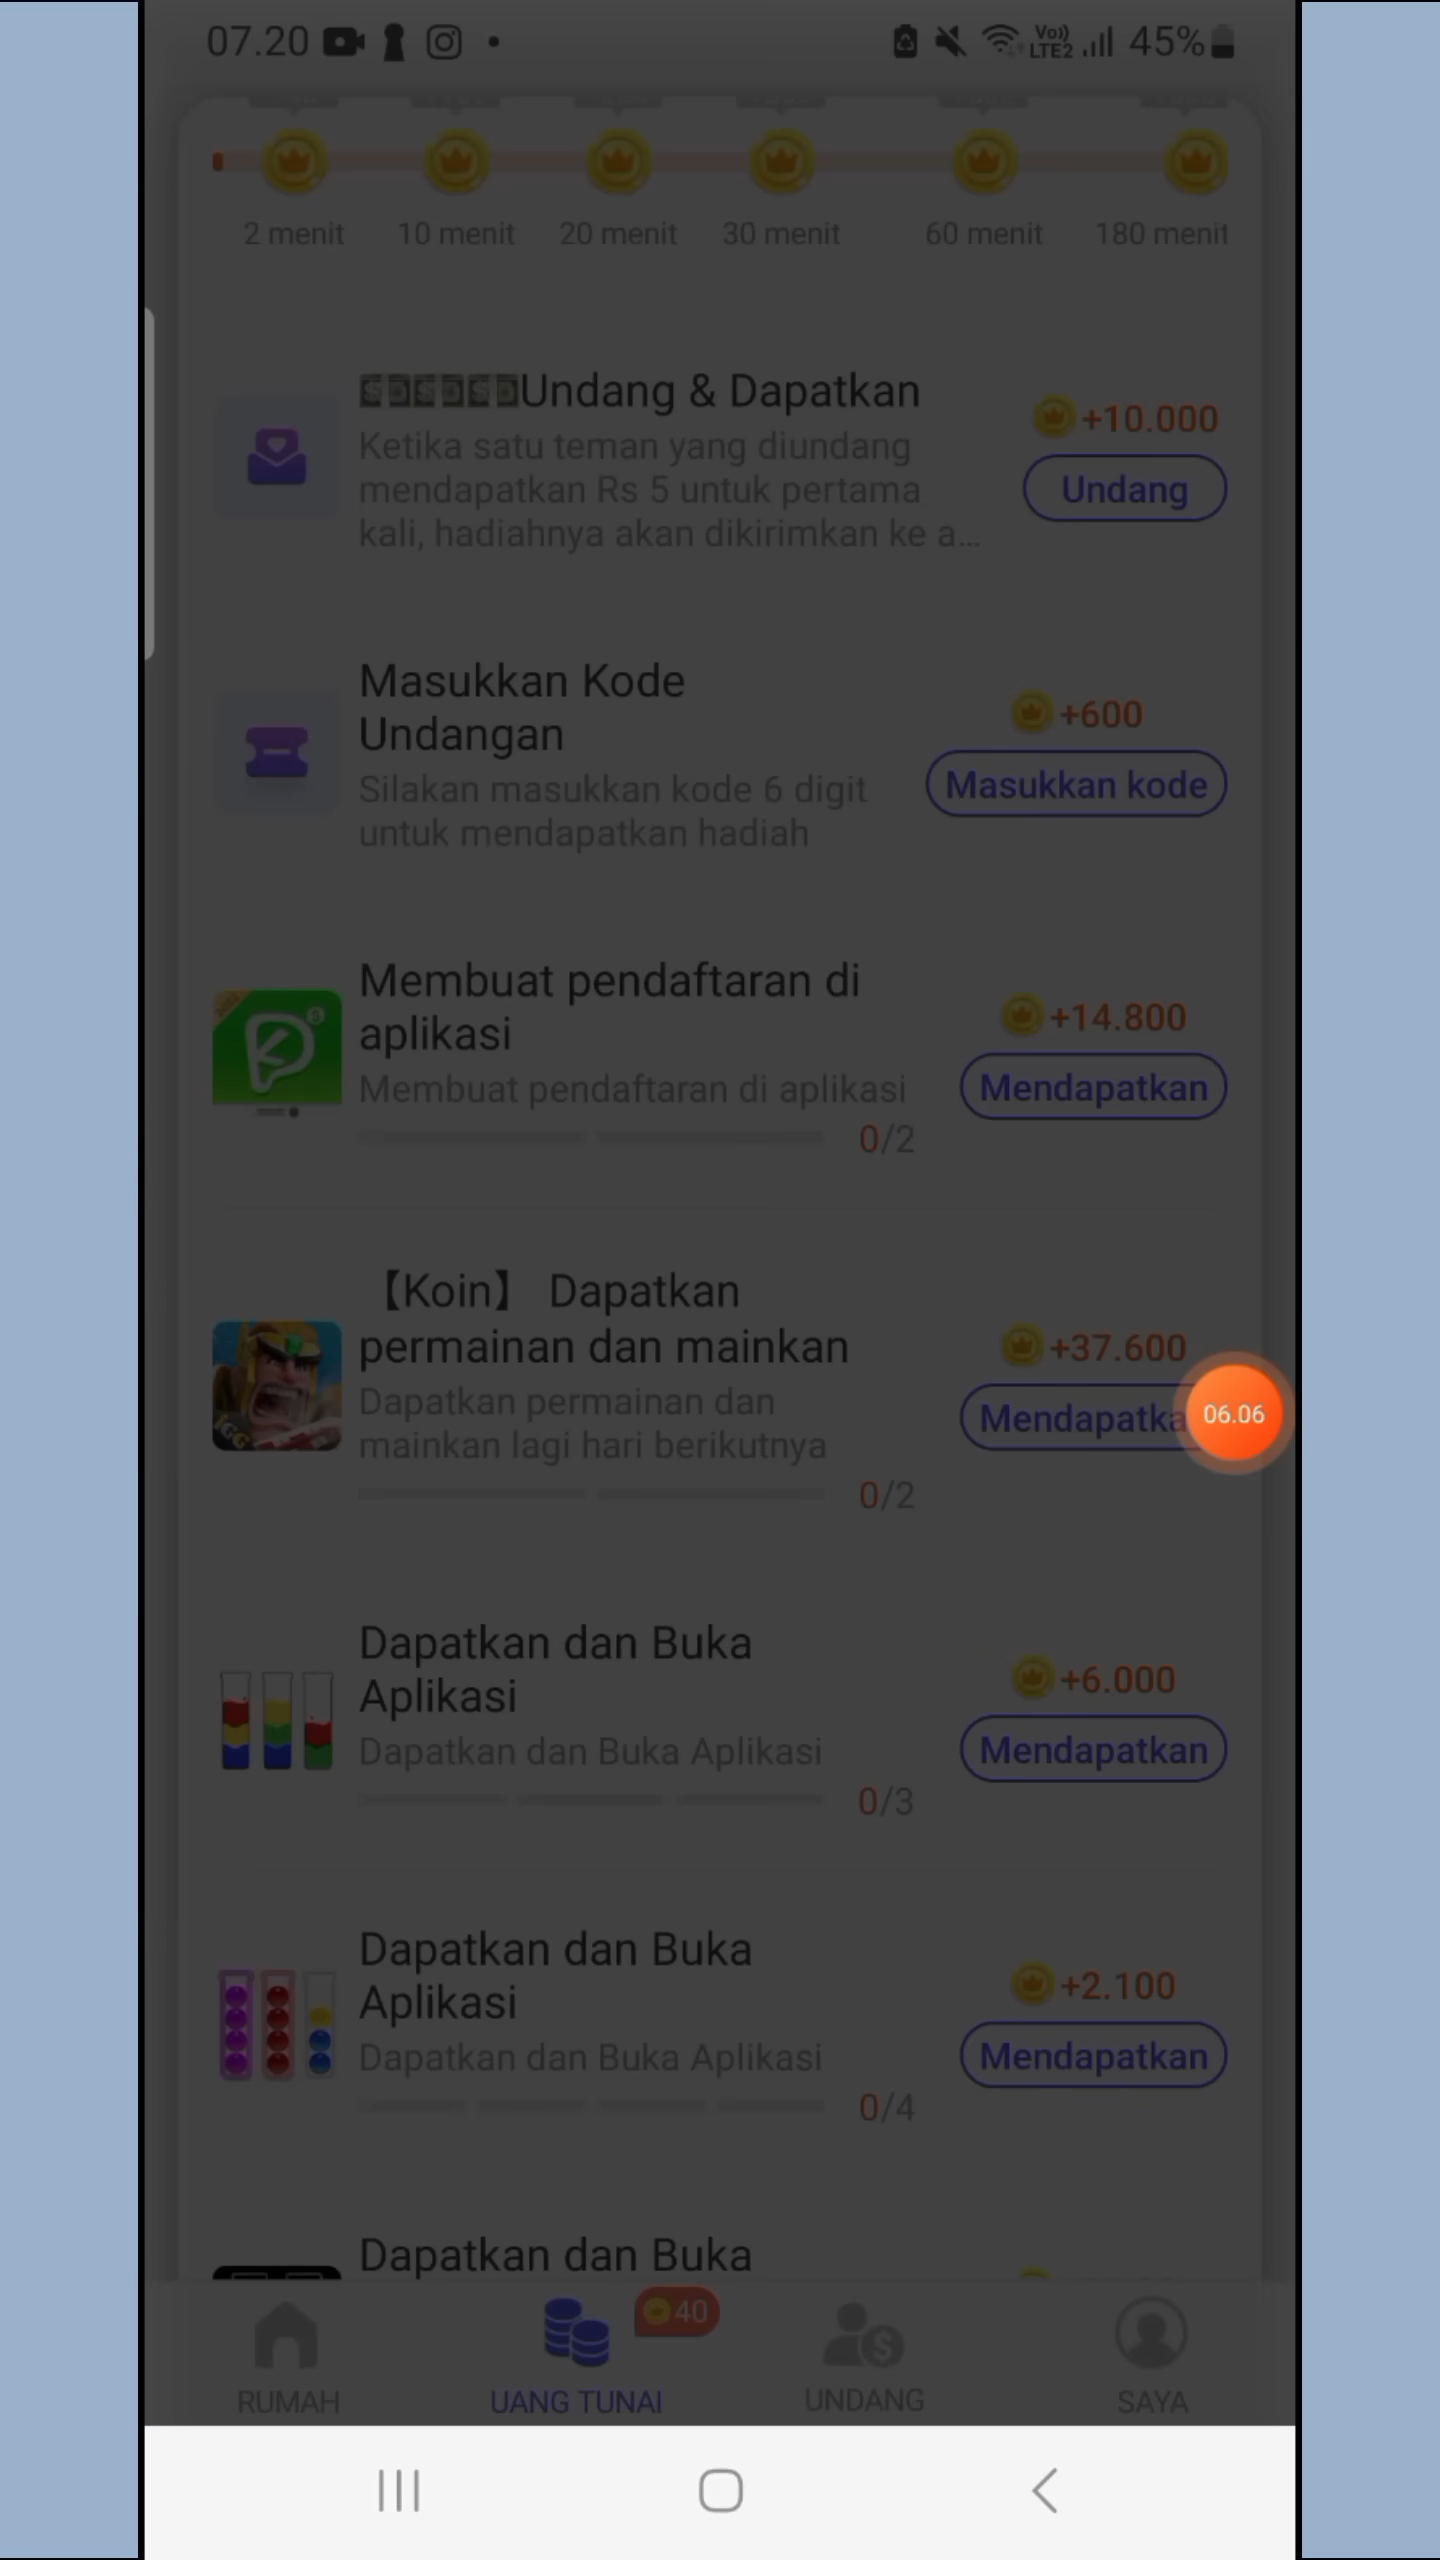 07.20
Vo)) LTE2 45%
2 menit 10 menit 20 menit 30 menit 60 menit 180 menit
Undang & Dapatkan
Ketika satu teman yang diundang
mendapatkan Rs 5 untuk pertama
kali, hadiahnya akan dikirimkan ke a...
+10.000
Undang
Masukkan Kode
Undangan
Silakan masukkan kode 6 digit
untuk mendapatkan hadiah
+600
Masukkan kode
Membuat pendaftaran di
aplikasi
Membuat pendaftaran di aplikasi
0/2
+14.800
Mendapatkan
【Koin】 Dapatkan
permainan dan mainkan
Dapatkan permainan dan
mainkan lagi hari berikutnya
0/2
+37.600
Mendapatka
06.06
IGG
Dapatkan dan Buka
Aplikasi
Dapatkan dan Buka Aplikasi
0/3
+6.000
Mendapatkan
Dapatkan dan Buka
Aplikasi
Dapatkan dan Buka Aplikasi
0/4
+2.100
Mendapatkan
Dapatkan dan Buka
40
RUMAH UANG TUNAI UNDANG SAYA